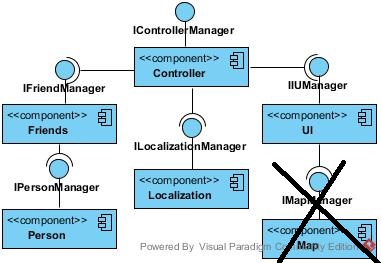 IControllerManager
<<component>>
Controller
IFriendManager
IIUManager
<<component>>
Friends
<<component>>
UI
ILocalizationManager
IPersonManager
IMapManager
<<component>>
Localization
<<component>>
Person
<<component>>
Map
Powered By Visual Paradigm Community Edition